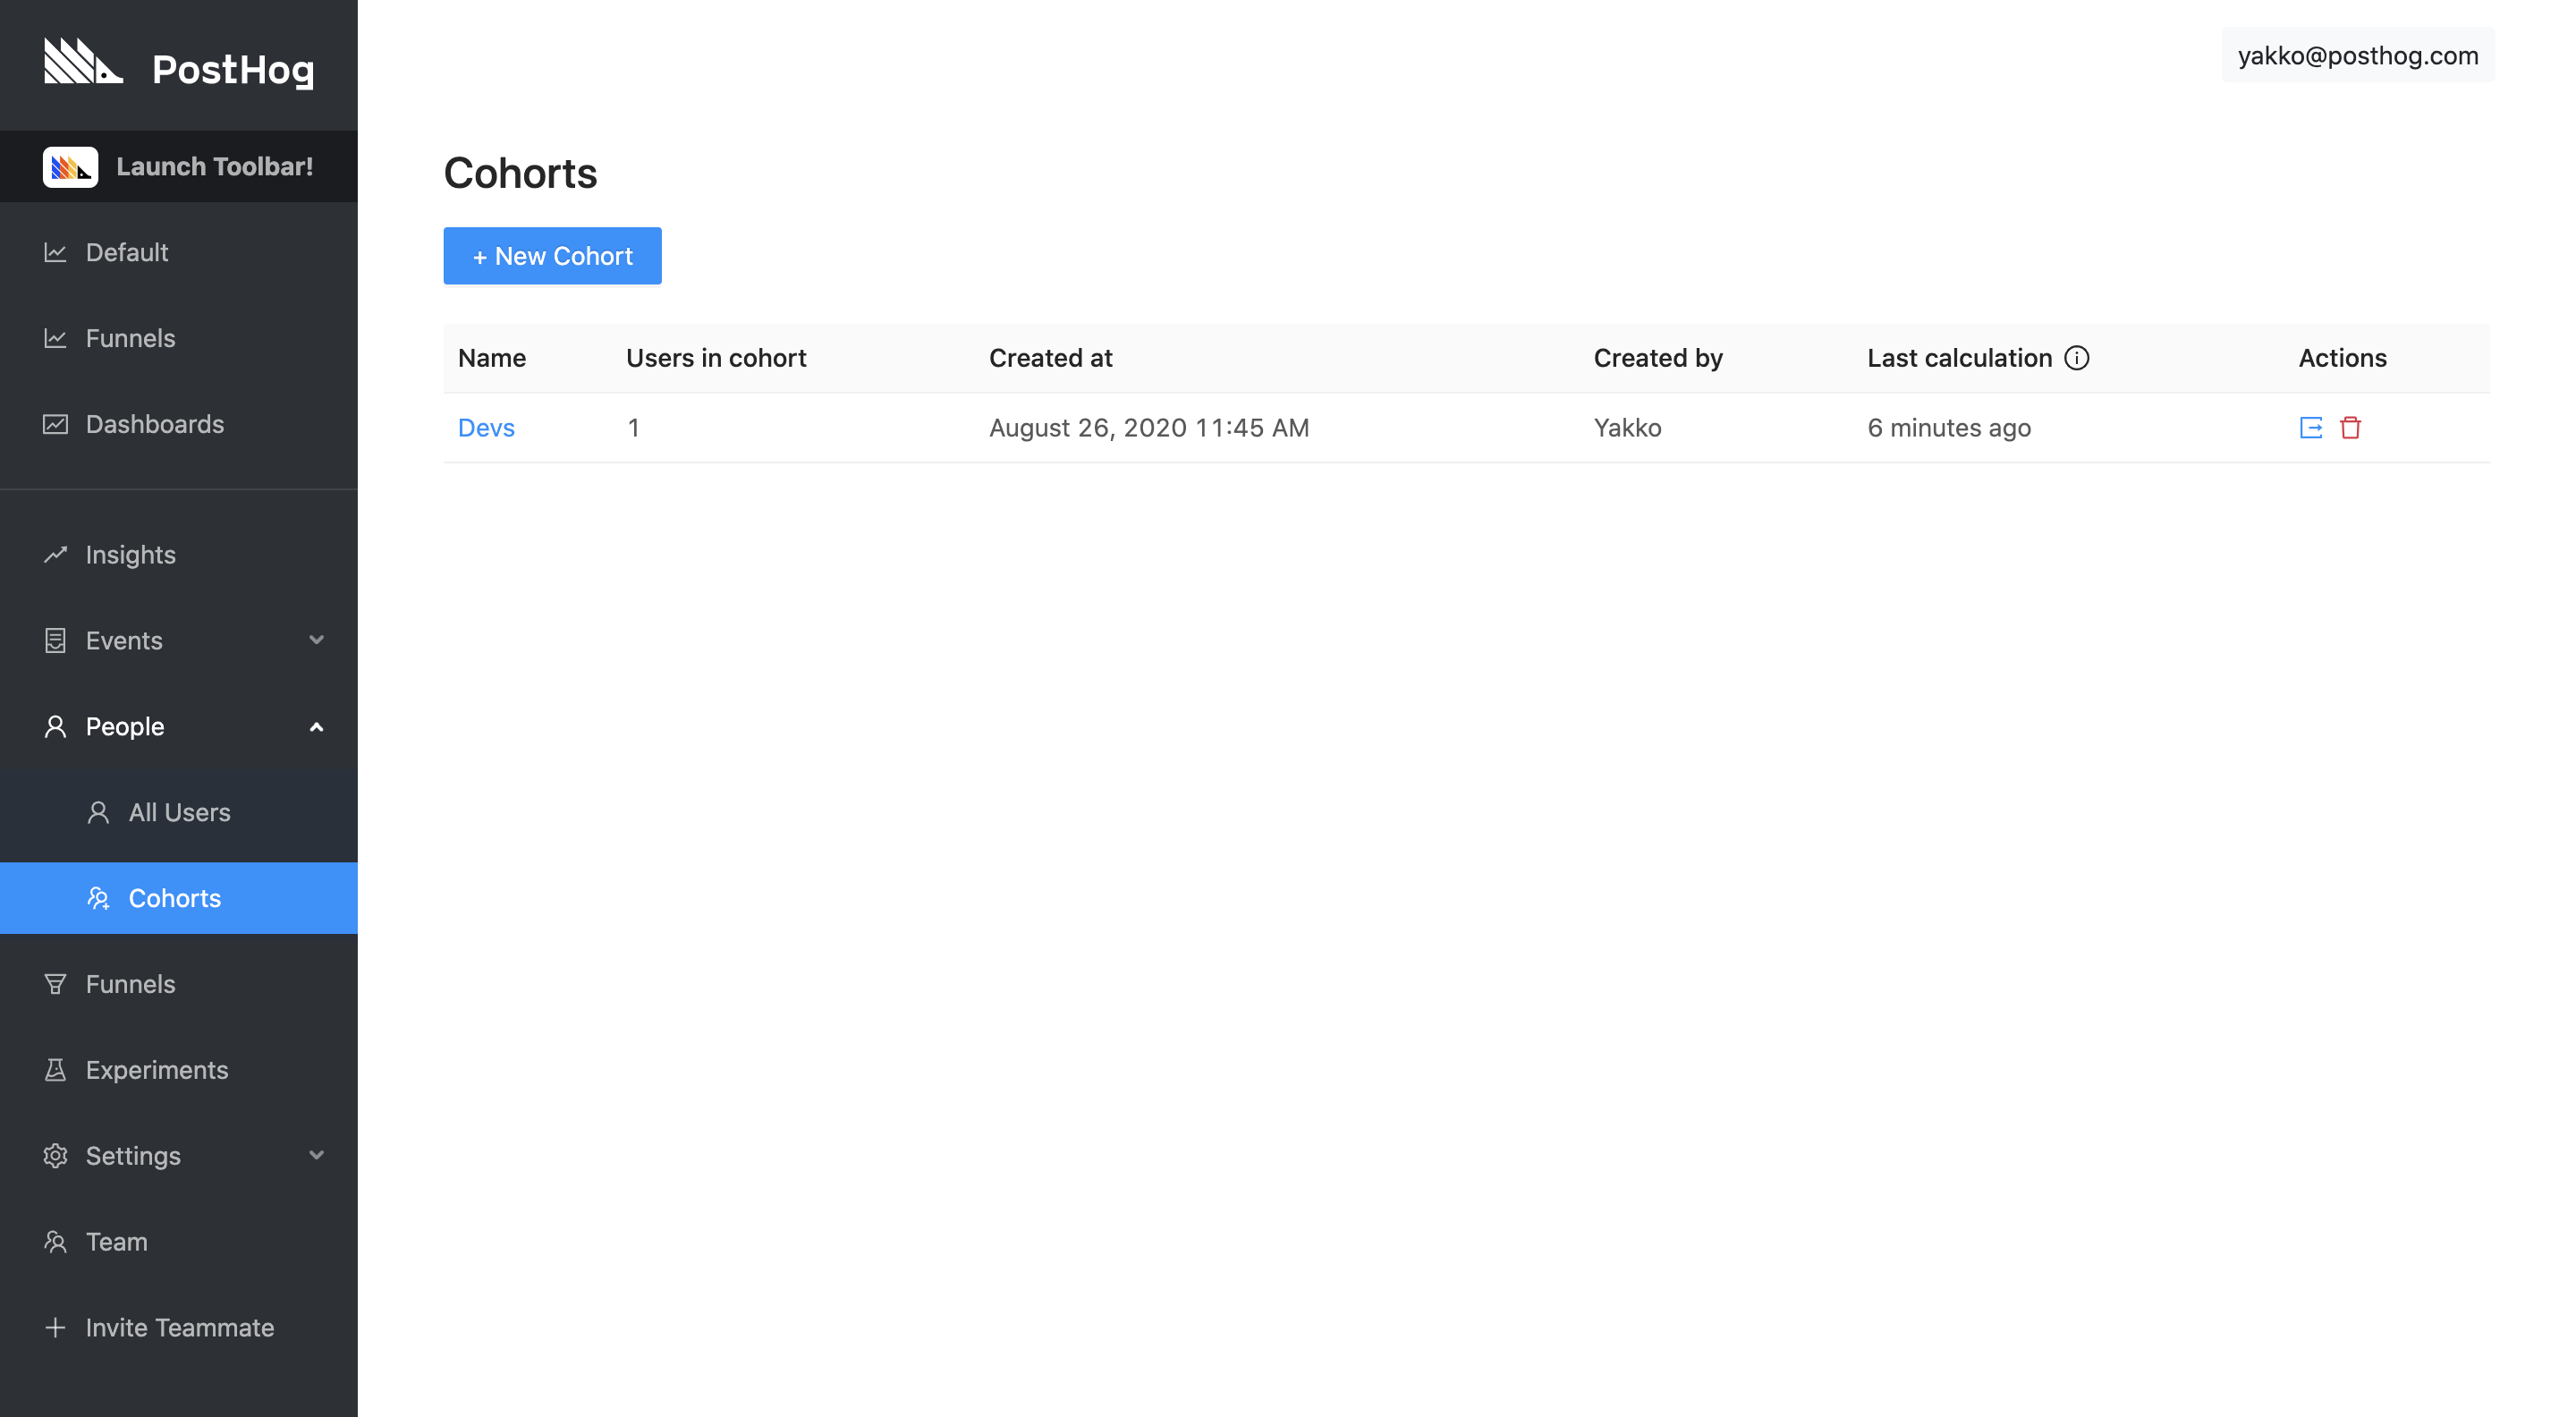 PostHog
Launch Toolbar!
Default
Funnels
Dashboards
Insights
Events
People
All Users
Cohorts
Funnels
Experiments
Settings
Team
Invite Teammate
yakko@posthog.com
Cohorts
+ New Cohort
Name Users in cohort Created at Created by Last calculation Actions
Devs 1 August 26, 2020 11:45 AM Yakko 6 minutes ago